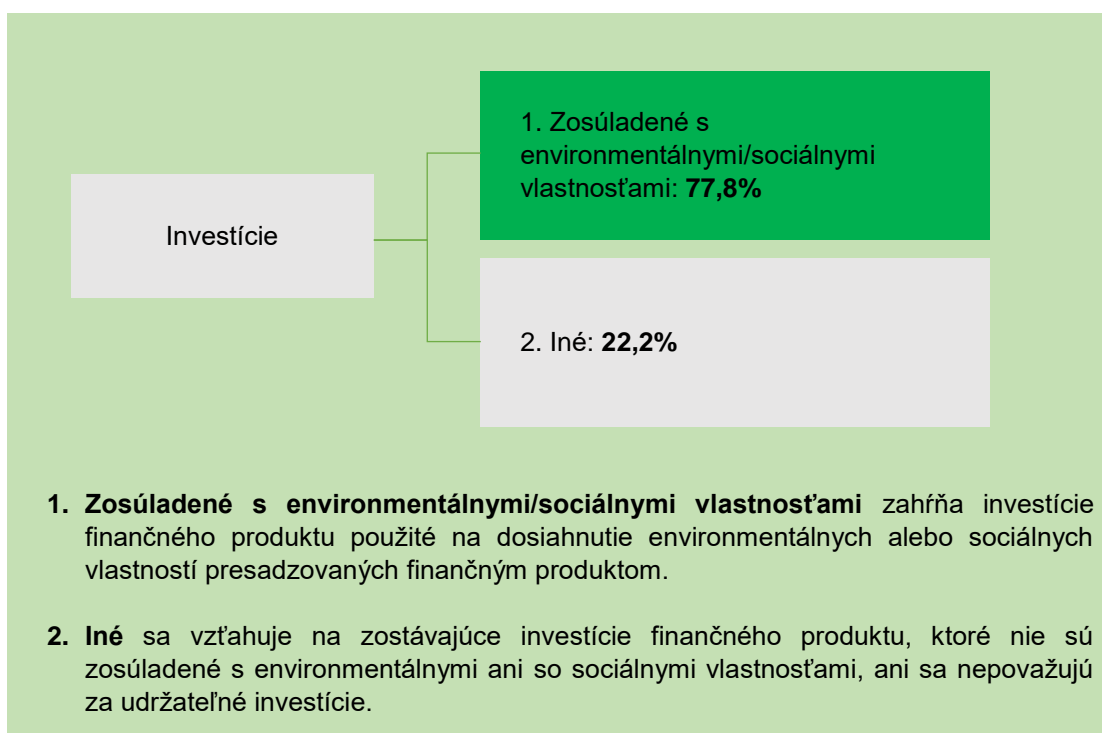 1. Zosúladené s
environmentálnymi/sociálnymi
vlastnosťami: 77,8%
Investície
2. Iné: 22,2%
1. Zosúladené s environmentálnymi/sociálnymi vlastnosťami zahŕňa investície
finančného produktu použité na dosiahnutie environmentálnych alebo sociálnych
vlastností presadzovaných finančným produktom.
2. Iné sa vzťahuje na zostávajúce investície finančného produktu, ktoré nie sú
zosúladené s environmentálnymi ani so sociálnymi vlastnosťami, ani sa nepovažujú
za udržateľné investície.